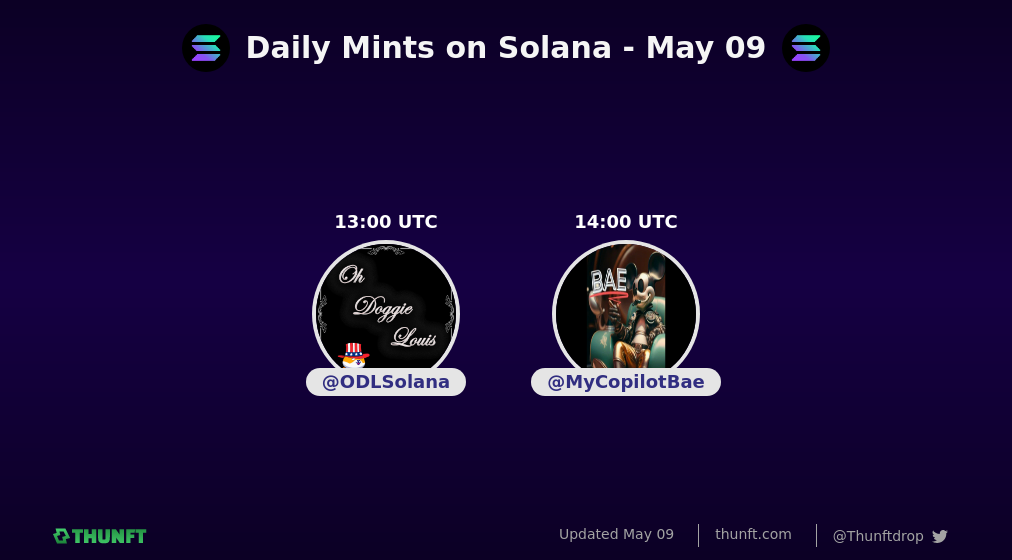 Daily Mints on Solana - May 09
13:00 UTC
14:00 UTC
Oh
Doggie
Louis
BAE
@ODLSolana
@MyCopilotBae
THUNFT
Updated May 09
thunft.com
@Thunftdrop